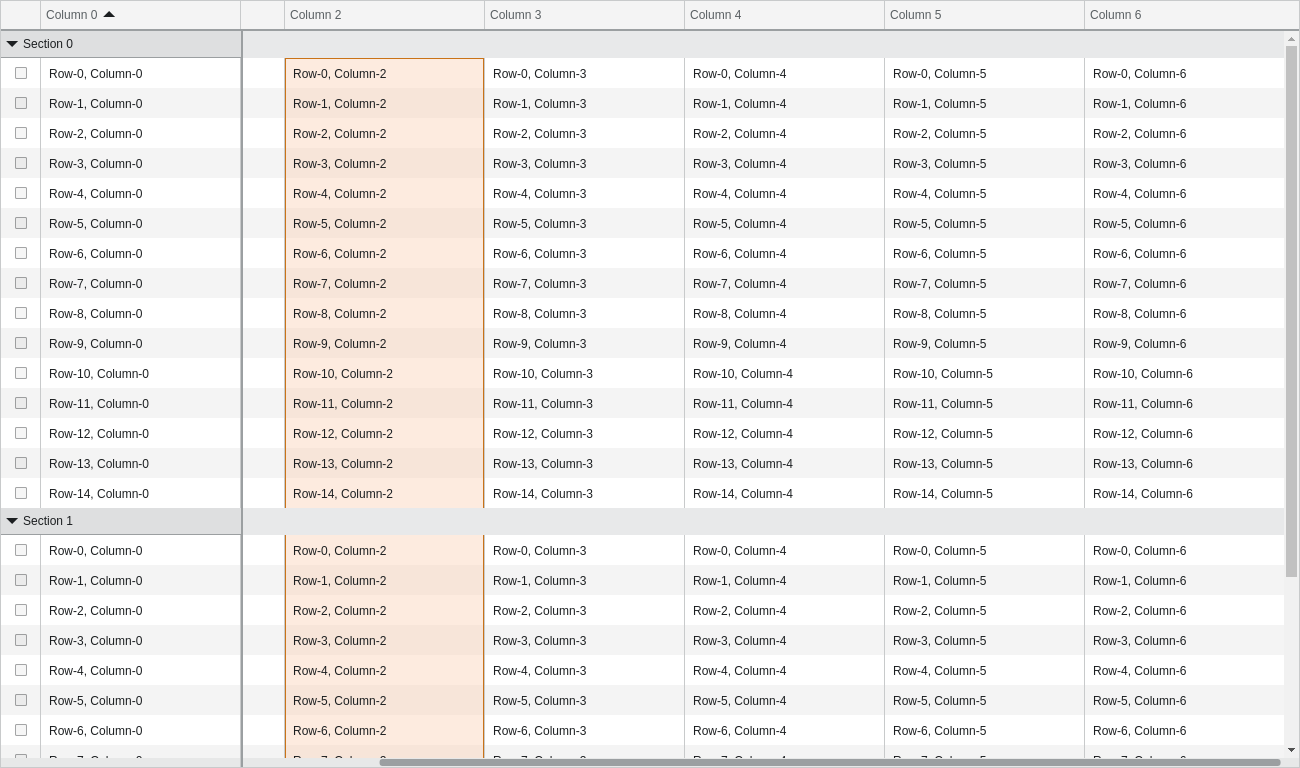 Column 0 Column 2 Column 3 Column 4 Column 5 Column 6
Section 0
Row-0, Column-0 Row-0, Column-2 Row-0, Column-3 Row-0, Column-4 Row-0, Column-5 Row-0, Column-6
Row-1, Column-0 Row-1, Column-2 Row-1, Column-3 Row-1, Column-4 Row-1, Column-5 Row-1, Column-6
Row-2, Column-0 Row-2, Column-2 Row-2, Column-3 Row-2, Column-4 Row-2, Column-5 Row-2, Column-6
Row-3, Column-0 Row-3, Column-2 Row-3, Column-3 Row-3, Column-4 Row-3, Column-5 Row-3, Column-6
Row-4, Column-0 Row-4, Column-2 Row-4, Column-3 Row-4, Column-4 Row-4, Column-5 Row-4, Column-6
Row-5, Column-0 Row-5, Column-2 Row-5, Column-3 Row-5, Column-4 Row-5, Column-5 Row-5, Column-6
Row-6, Column-0 Row-6, Column-2 Row-6, Column-3 Row-6, Column-4 Row-6, Column-5 Row-6, Column-6
Row-7, Column-0 Row-7, Column-2 Row-7, Column-3 Row-7, Column-4 Row-7, Column-5 Row-7, Column-6
Row-8, Column-0 Row-8, Column-2 Row-8, Column-3 Row-8, Column-4 Row-8, Column-5 Row-8, Column-6
Row-9, Column-0 Row-9, Column-2 Row-9, Column-3 Row-9, Column-4 Row-9, Column-5 Row-9, Column-6
Row-10, Column-0 Row-10, Column-2 Row-10, Column-3 Row-10, Column-4 Row-10, Column-5 Row-10, Column-6
Row-11, Column-0 Row-11, Column-2 Row-11, Column-3 Row-11, Column-4 Row-11, Column-5 Row-11, Column-6
Row-12, Column-0 Row-12, Column-2 Row-12, Column-3 Row-12, Column-4 Row-12, Column-5 Row-12, Column-6
Row-13, Column-0 Row-13, Column-2 Row-13, Column-3 Row-13, Column-4 Row-13, Column-5 Row-13, Column-6
Row-14, Column-0 Row-14, Column-2 Row-14, Column-3 Row-14, Column-4 Row-14, Column-5 Row-14, Column-6
Section 1
Row-0, Column-0 Row-0, Column-2 Row-0, Column-3 Row-0, Column-4 Row-0, Column-5 Row-0, Column-6
Row-1, Column-0 Row-1, Column-2 Row-1, Column-3 Row-1, Column-4 Row-1, Column-5 Row-1, Column-6
Row-2, Column-0 Row-2, Column-2 Row-2, Column-3 Row-2, Column-4 Row-2, Column-5 Row-2, Column-6
Row-3, Column-0 Row-3, Column-2 Row-3, Column-3 Row-3, Column-4 Row-3, Column-5 Row-3, Column-6
Row-4, Column-0 Row-4, Column-2 Row-4, Column-3 Row-4, Column-4 Row-4, Column-5 Row-4, Column-6
Row-5, Column-0 Row-5, Column-2 Row-5, Column-3 Row-5, Column-4 Row-5, Column-5 Row-5, Column-6
Row-6, Column-0 Row-6, Column-2 Row-6, Column-3 Row-6, Column-4 Row-6, Column-5 Row-6, Column-6